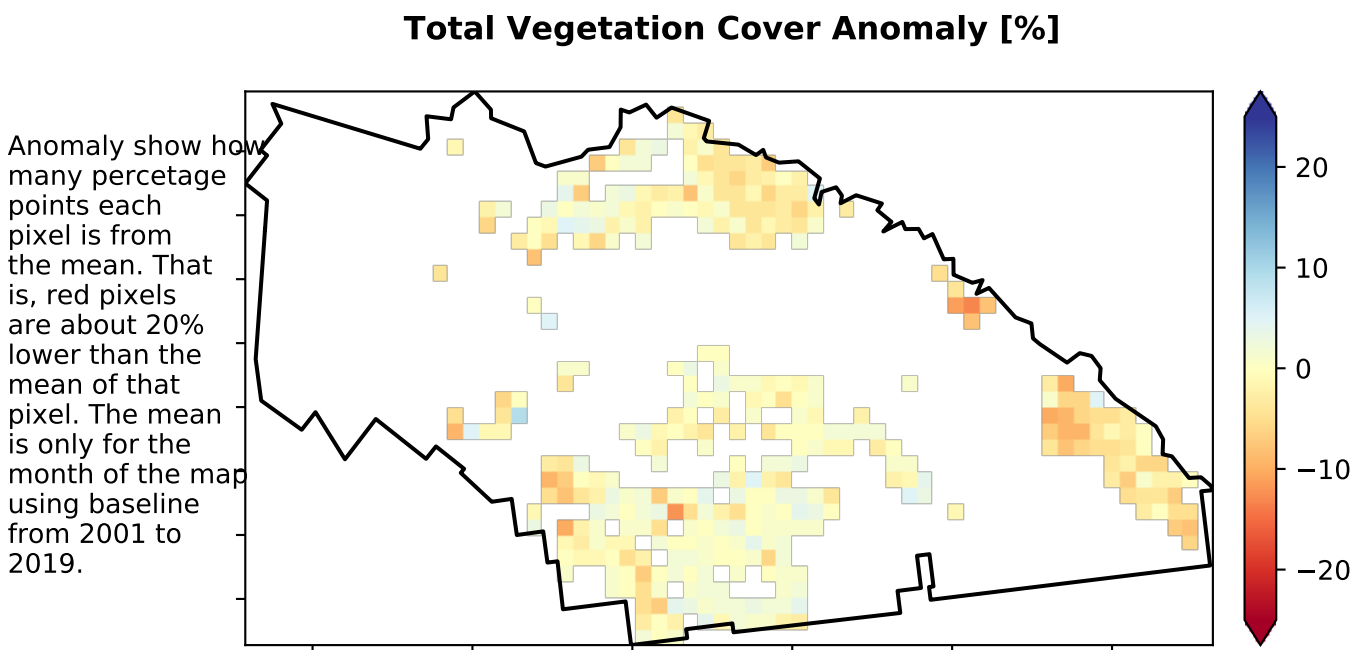 Total Vegetation Cover Anomaly [%]
Anomaly show how
many percetage
points each
pixel is from
the mean. That
is, red pixels
are about 20%
lower than the
mean of that
pixel. The mean
is only for the
month of the map
using baseline
from 2001 to
2019.
20
10
0
−10
−20